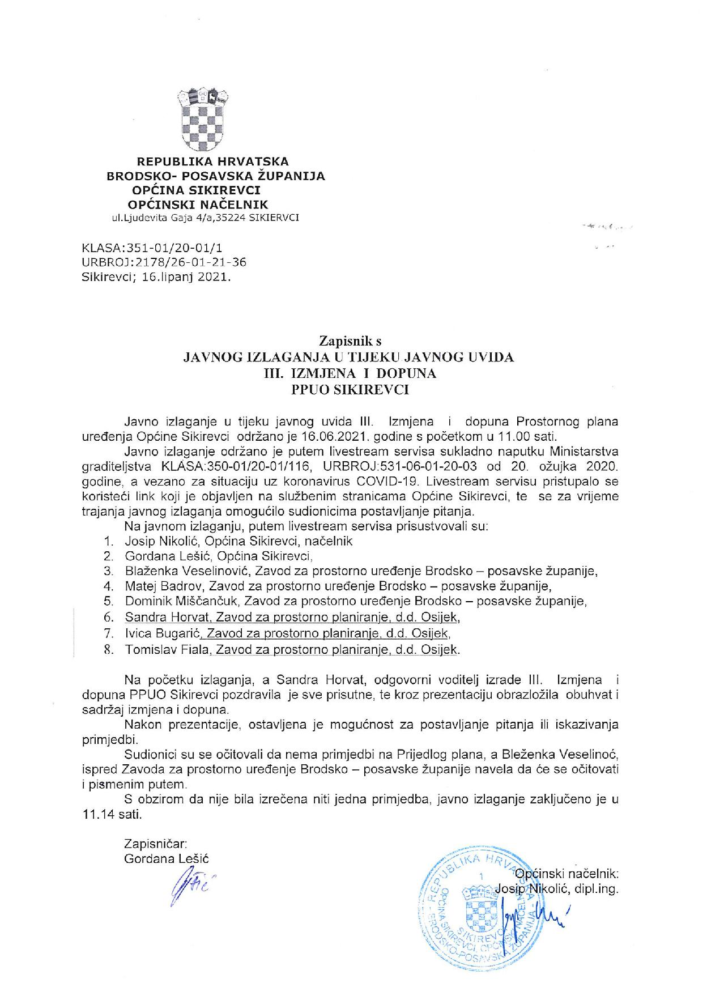 REPUBLIKA HRVATSKA
BRODSKO- POSAVSKA ŽUPANIJA
OPĆINA SIKIREVCI
OPĆINSKI NAČELNIK
ul.Ljudevita Gaja 4/a,35224 SIKIERVCI
KLASA:351-01/20-01/1
URBROJ:2178/26-01-21-36
Sikirevci; 16.lipanj 2021.
Zapisnik s
JAVNOG IZLAGANJA U TIJEKU JAVNOG UVIDA
III. IZMJENA I DOPUNA
PPUO SIKIREVCI
Javno izlaganje u tijeku javnog uvida III. Izmjena i dopuna Prostornog plana
uređenja Općine Sikirevci održano je 16.06.2021. godine s početkom u 11.00 sati.
Javno izlaganje održano je putem livestream servisa sukladno naputku Ministarstva
graditeljstva KLASA:350-01/20-01/116, URBROJ:531-06-01-20-03 od 20. ožujka 2020.
godine, a vezano za situaciju uz koronavirus COVID-19. Livestream servisu pristupalo se
koristeći link koji je objavljen na službenim stranicama Općine Sikirevci, te se za vrijeme
trajanja javnog izlaganja omogućilo sudionicima postavljanje pitanja.
Na javnom izlaganju, putem livestream servisa prisustvovali su:
1. Josip Nikolić, Općina Sikirevci, načelnik
2. Gordana Lešić, Općina Sikirevci,
3. Blaženka Veselinović, Zavod za prostorno uređenje Brodsko – posavske županije,
4. Matej Badrov, Zavod za prostorno uređenje Brodsko – posavske županije,
5. Dominik Miščančuk, Zavod za prostorno uređenje Brodsko – posavske županije,
6. Sandra Horvat, Zavod za prostorno planiranje, d.d. Osijek,
7. Ivica Bugarić, Zavod za prostorno planiranje, d.d. Osijek,
8. Tomislav Fiala, Zavod za prostorno planiranje, d.d. Osijek.
Na početku izlaganja, a Sandra Horvat, odgovorni voditelj izrade III. Izmjena i
dopuna PPUO Sikirevci pozdravila je sve prisutne, te kroz prezentaciju obrazložila obuhvat i
sadržaj izmjena i dopuna.
Nakon prezentacije, ostavljena je mogućnost za postavljanje pitanja ili iskazivanja
primjedbi.
Sudionici su se očitovali da nema primjedbi na Prijedlog plana, a Bleženka Veselinoć,
ispred Zavoda za prostorno uređenje Brodsko – posavske županije navela da će se očitovati
i pismenim putem.
S obzirom da nije bila izrečena niti jedna primjedba, javno izlaganje zaključeno je u
11.14 sati.
Zapisničar:
Gordana Lešić
Općinski načelnik:
Josip Nikolić, dipl.ing.
REPUBLIKA HRVATSKA
BRODSKO-POSAVSKA ŽUPANIJA
OPĆINA SIKIREVCI, OPĆINSKI NAČELNIK
1
SIKIREVCI